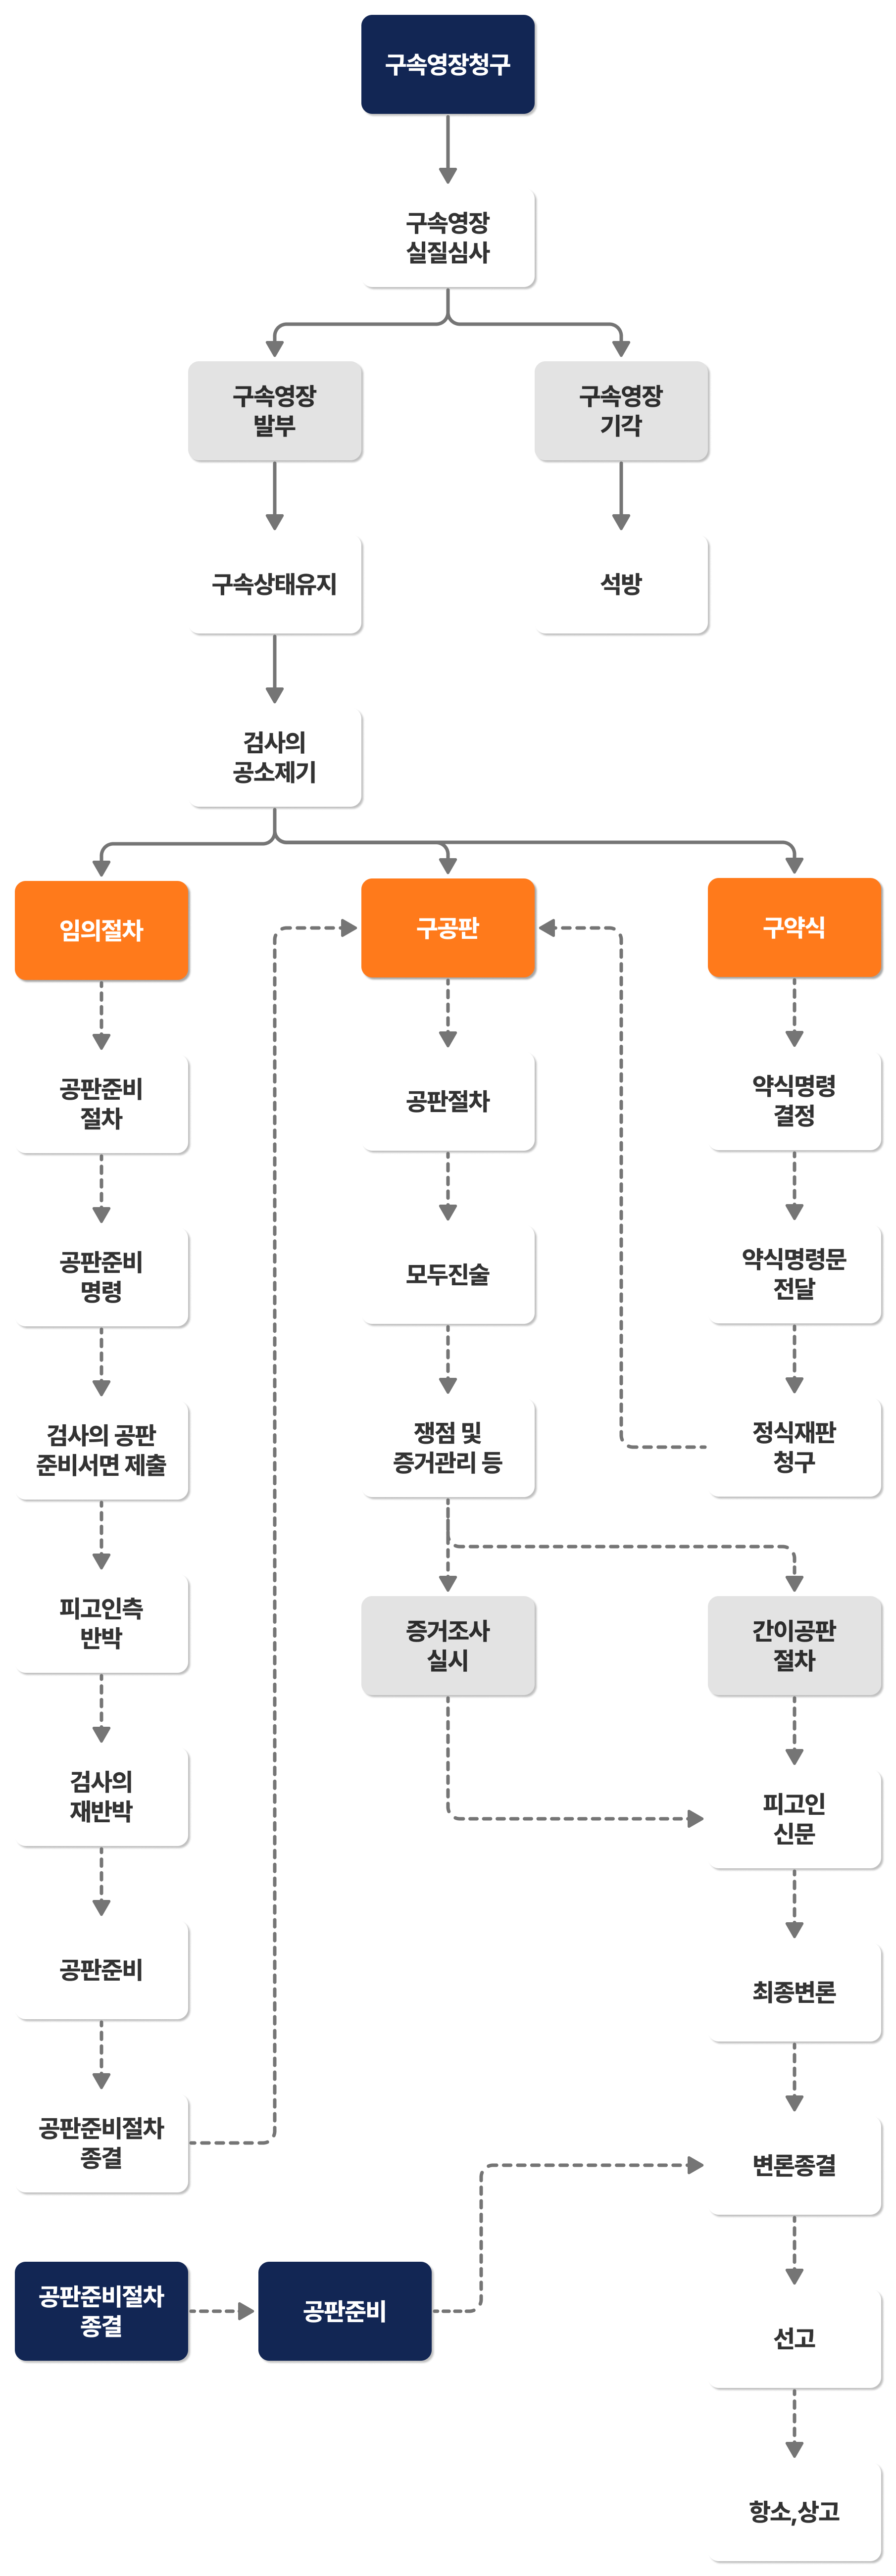 구속영장청구
구속영장
실질심사
구속영장
발부
구속영장
기각
구속상태유지
석방
검사의
공소제기
임의절차
구공판
구약식
공판준비
절차
공판절차
약식명령
결정
공판준비
명령
모두진술
약식명령문
전달
검사의 공판
준비서면 제출
쟁점 및
증거관리 등
정식재판
청구
피고인측
반박
증거조사
실시
간이공판
절차
검사의
재반박
피고인
신문
공판준비
최종변론
공판준비절차
종결
변론종결
공판준비절차
종결
공판준비
선고
항소,상고